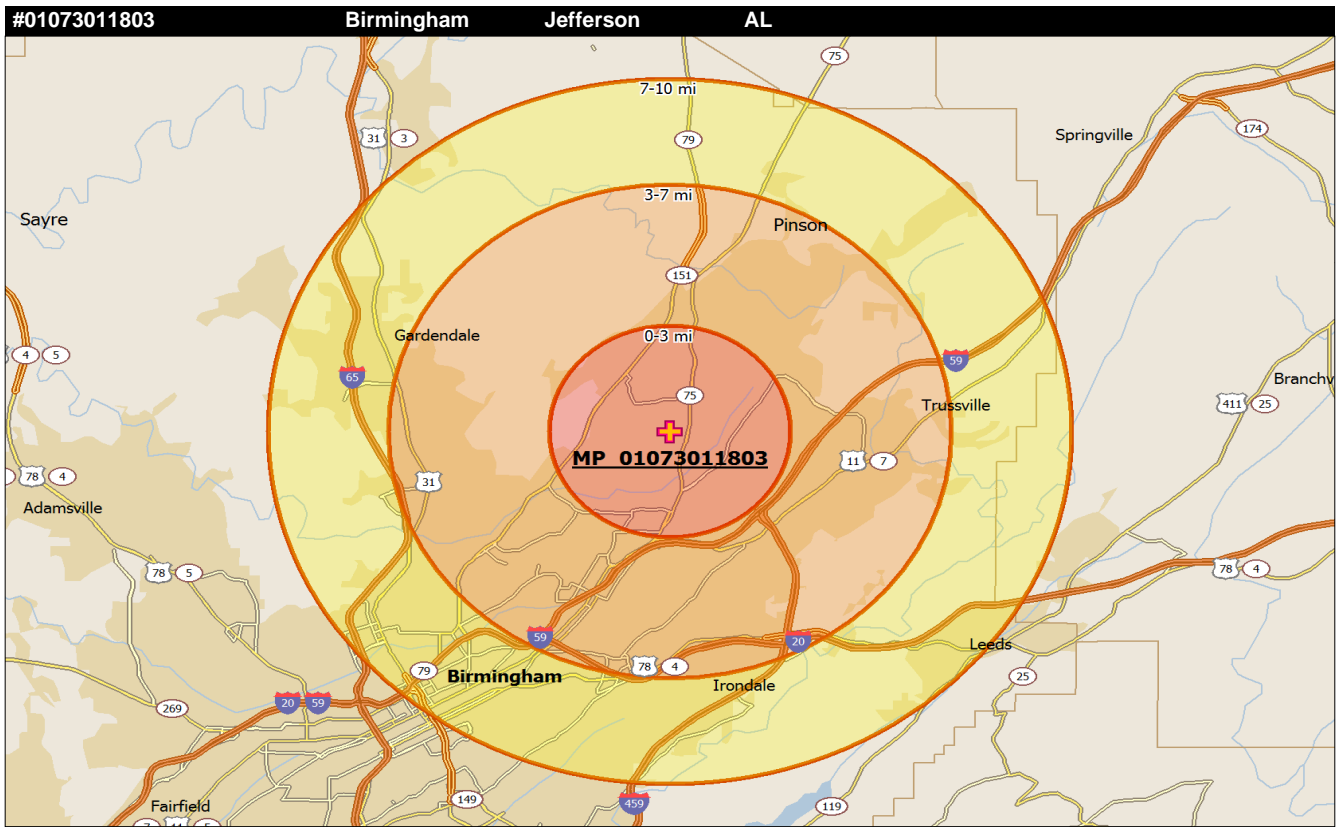 #01073011803 Birmingham Jefferson AL
75
7-10 mi
174
Springville
31 3
79
3-7 mi
Sayre
Pinson
151
Gardendale
0-3 mi
4 5
59
65
Branchv
75
411 25
Trussville
MP 01073011803
11 7
78 4
31
Adamsville
78 5
78 4
59
20
Leeds
78 4
79
Birmingham
25
Irondale
20 59
269
Fairfield
149
459
119